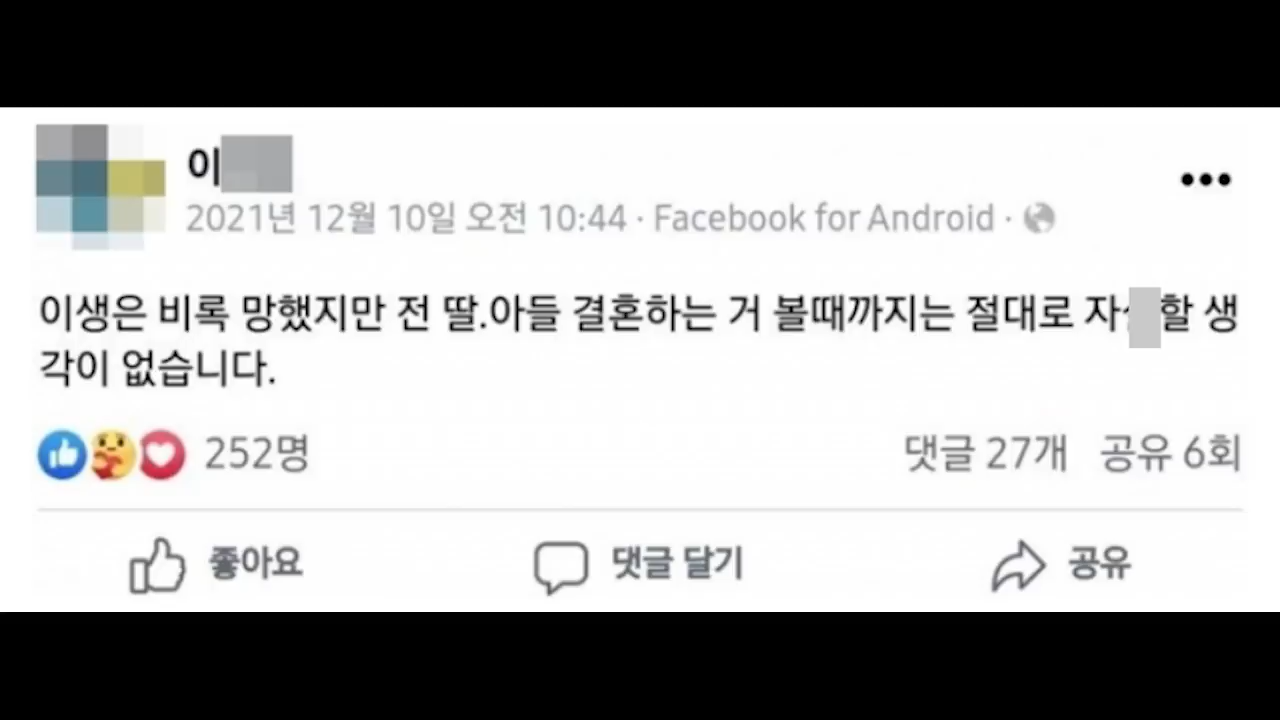 이
2021년 12월 10일 오전 10:44 · Facebook for Android ·
이생은 비록 망했지만 전 딸.아들 결혼하는 거 볼때까지는 절대로 할 생
각이 없습니다.
252명
댓글 27개 공유 6회
좋아요 댓글 달기 공유